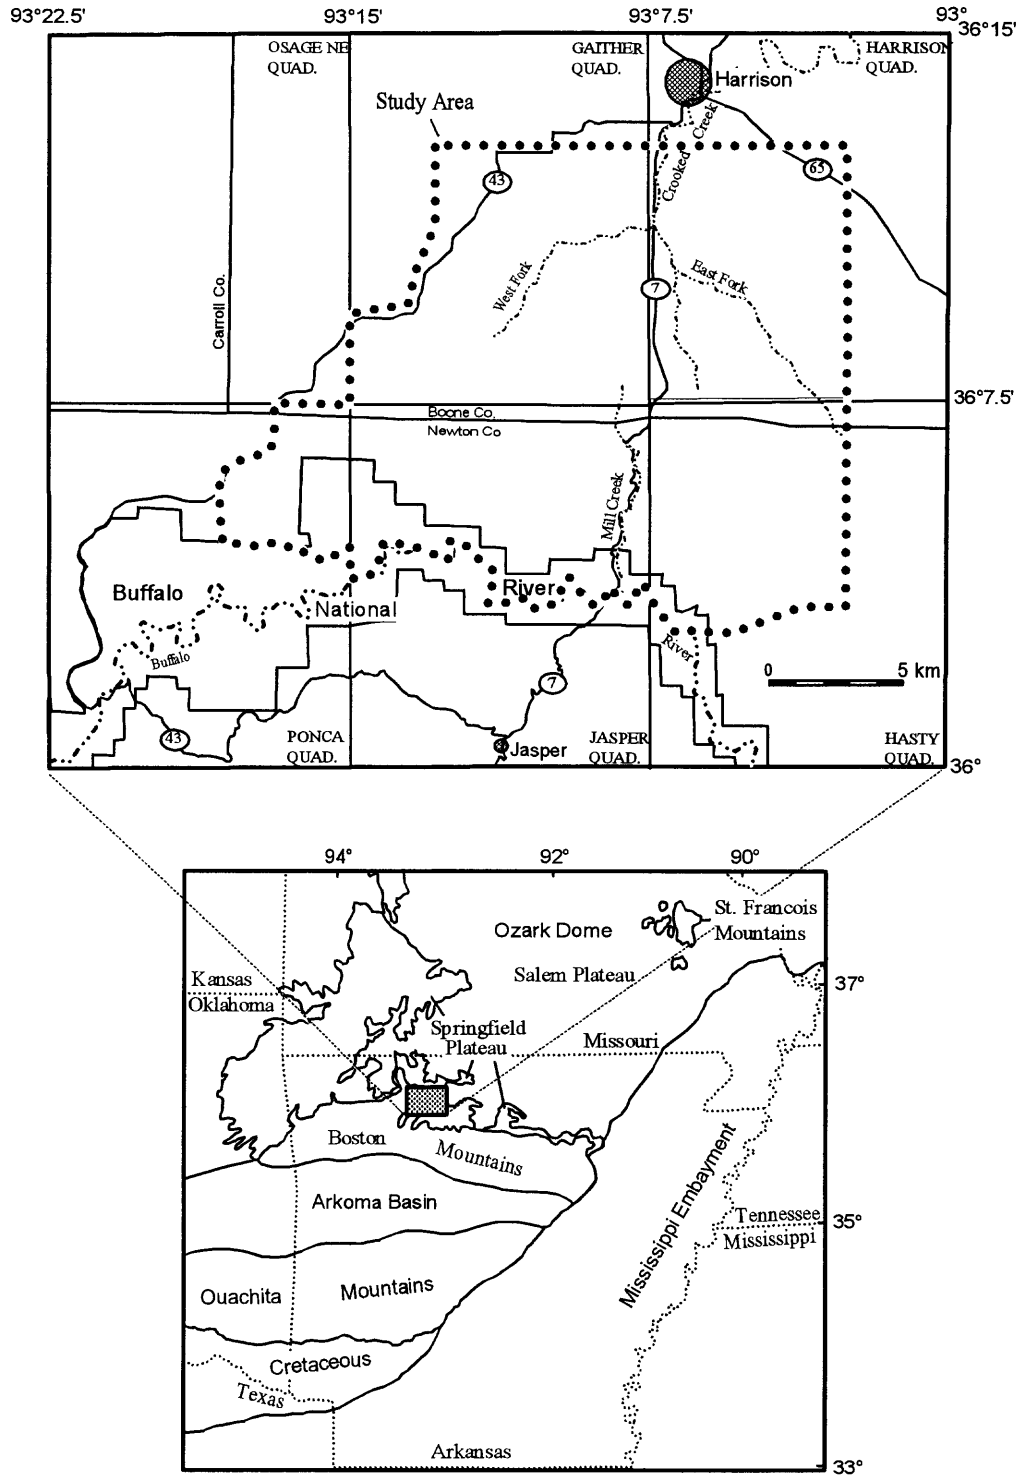 93°22.5'
93°15'
93°7.5'
93°
36°15'
OSAGE NE
QUAD.
GAITHER
QUAD.
HARRISON
QUAD.
Harrison
Study Area
Crooked
Creek
43
65
West Fork
East Fork
7
Carroll Co.
36°7.5'
Boone Co.
Newton Co
Mill Creek
Buffalo
National
River
Buffalo
River
0
5 km
7
43
PONCA
QUAD.
Jasper
JASPER
QUAD.
HASTY
QUAD.
36°
94°
92°
90°
Ozark Dome
St. Francois
Mountains
Salem Plateau
37°
Kansas
Oklahoma
Springfield
Plateau
Missouri
Boston
Mountains
Arkoma Basin
Mississippi Embayment
Tennessee
Mississippi
35°
Ouachita
Mountains
Cretaceous
Texas
Arkansas
33°